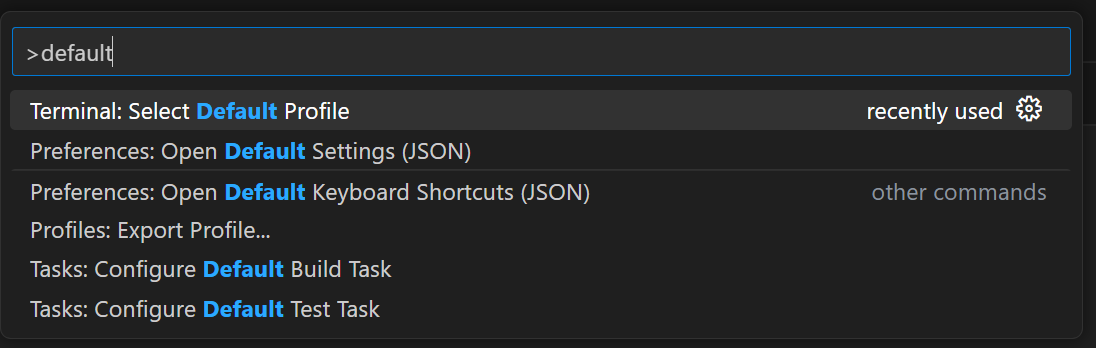 >default
Terminal: Select Default Profile recently used
Preferences: Open Default Settings (JSON)
Preferences: Open Default Keyboard Shortcuts (JSON) other commands
Profiles: Export Profile...
Tasks: Configure Default Build Task
Tasks: Configure Default Test Task